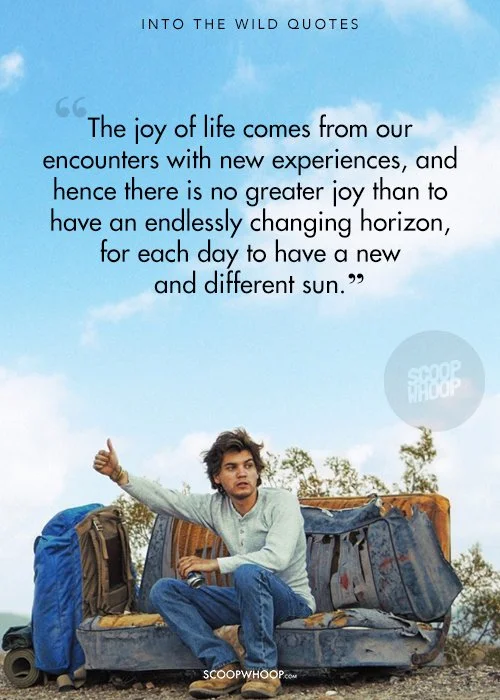 INTO THE WILD QUOTES
“The joy of life comes from our
encounters with new experiences, and
hence there is no greater joy than to
have an endlessly changing horizon,
for each day to have a new
and different sun.”
SCOOP
WHOOP
SCOOPWHOOP.COM